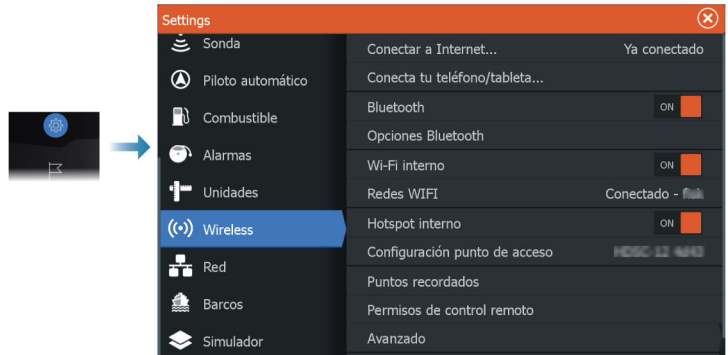 Settings
Sonda
Piloto automático
Combustible
Alarmas
Unidades
Wireless
Red
Barcos
Simulador
Conectar a Internet... Ya conectado
Conecta tu teléfono/tableta...
Bluetooth ON
Opciones Bluetooth
Wi-Fi interno ON
Redes WIFI Conectado -
Hotspot interno ON
Configuración punto de acceso
Puntos recordados
Permisos de control remoto
Avanzado